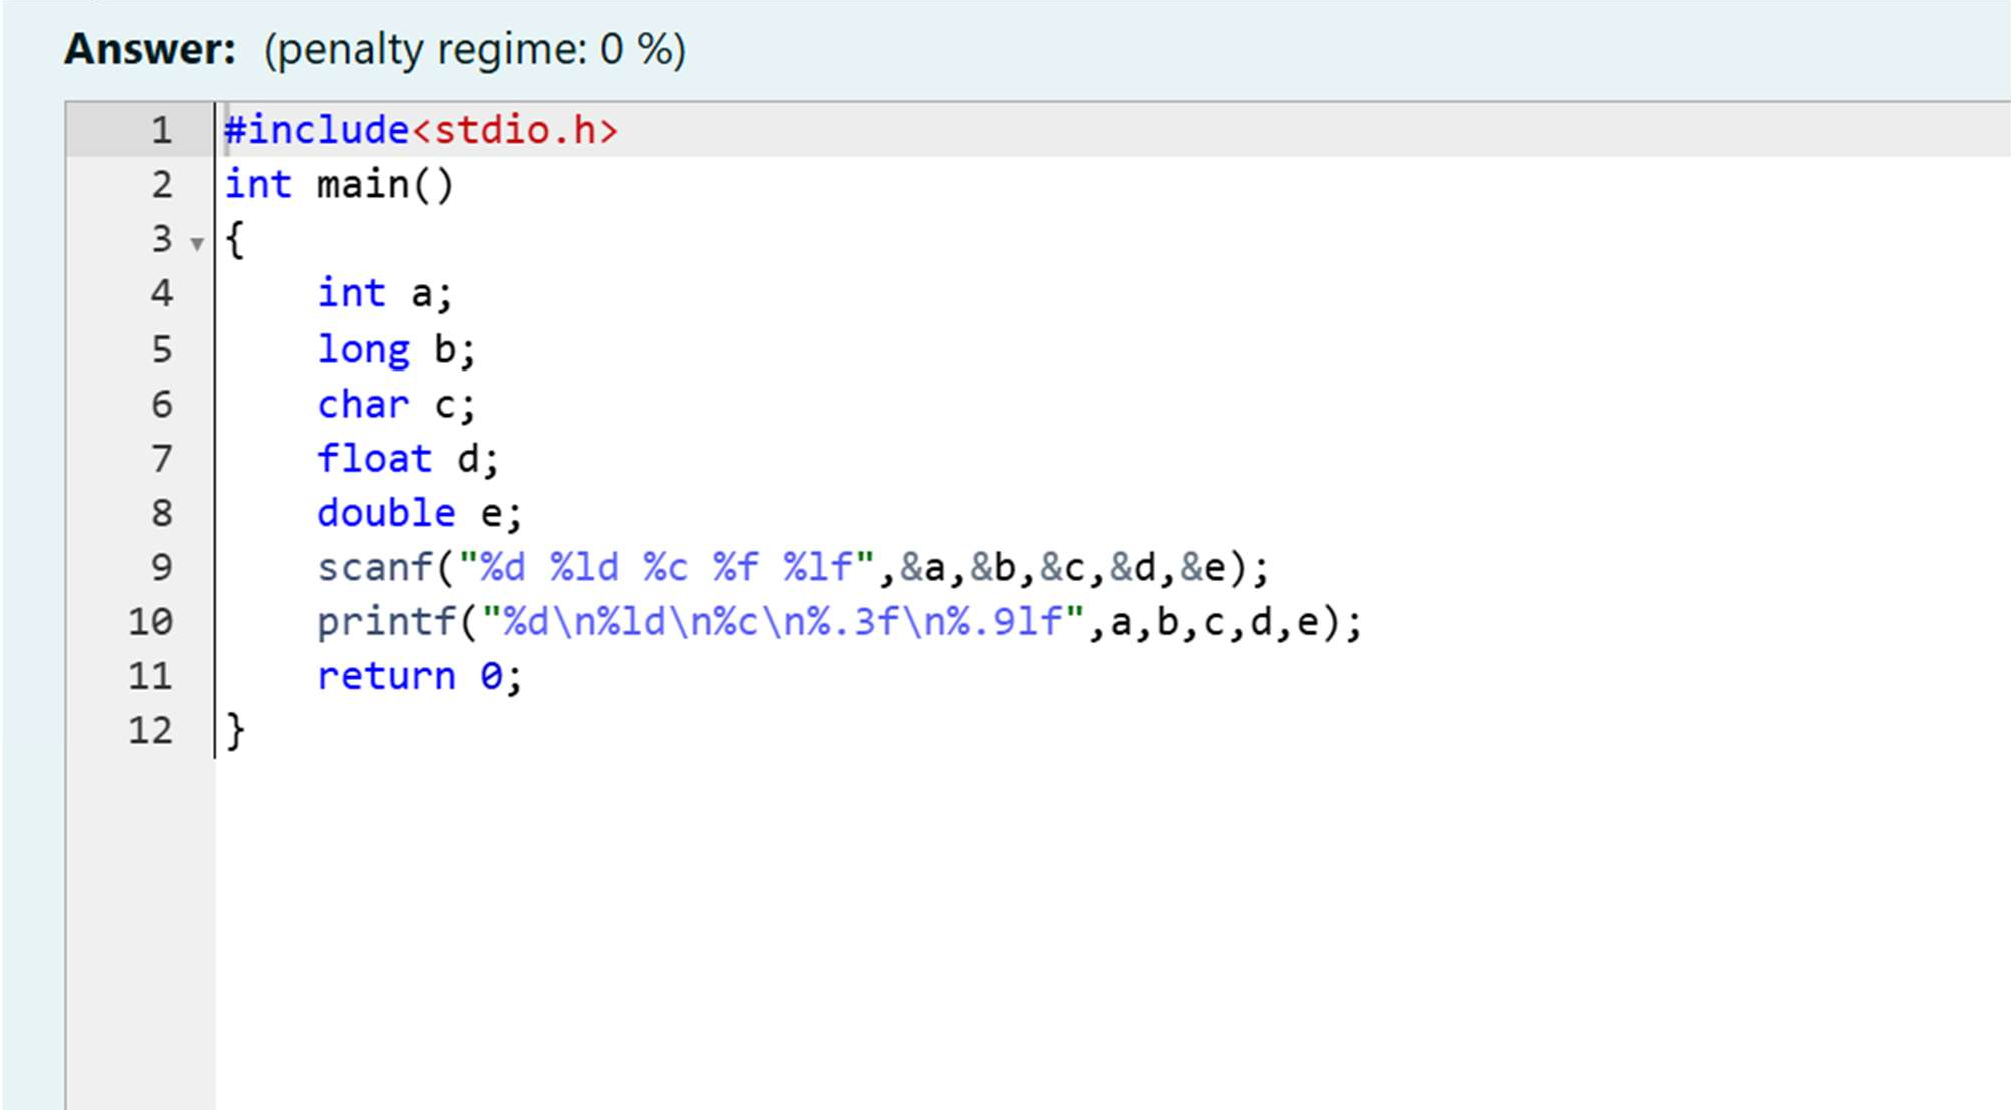 Answer: (penalty regime: 0 %)
1 #include<stdio.h>
2 int main()
3 {
4 int a;
5 long b;
6 char c;
7 float d;
8 double e;
9 scanf("%d %ld %c %f %lf",&a,&b,&c,&d,&e);
10 printf("%d\n%ld\n%c\n%.3f\n%.9lf",a,b,c,d,e);
11 return 0;
12 }